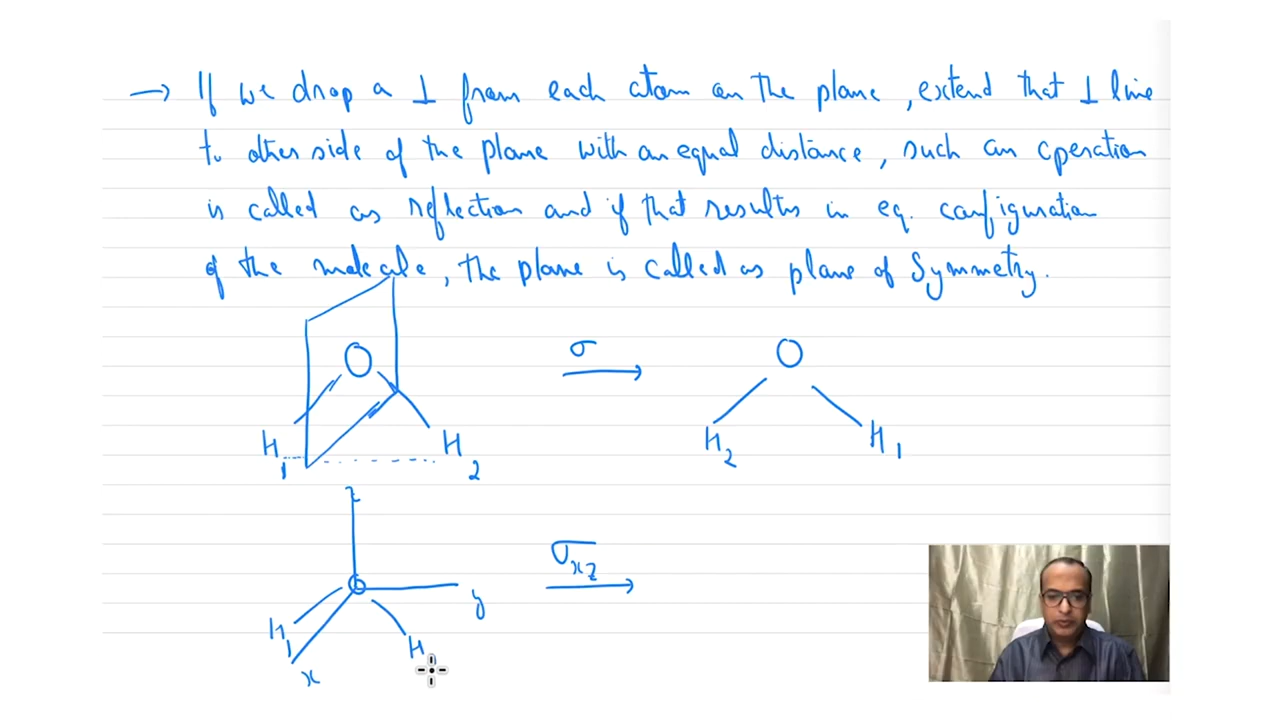 → If we drop a ⊥ from each atom on the plane, extend that ⊥ line
to other side of the plane with an equal distance, such an operation
is called as reflection and if that results in eq. configuration
of the molecule, the plane is called as plane of Symmetry.
O σ → O
H1 H2 H2 H1
z
σxz →
y
H1 H
x